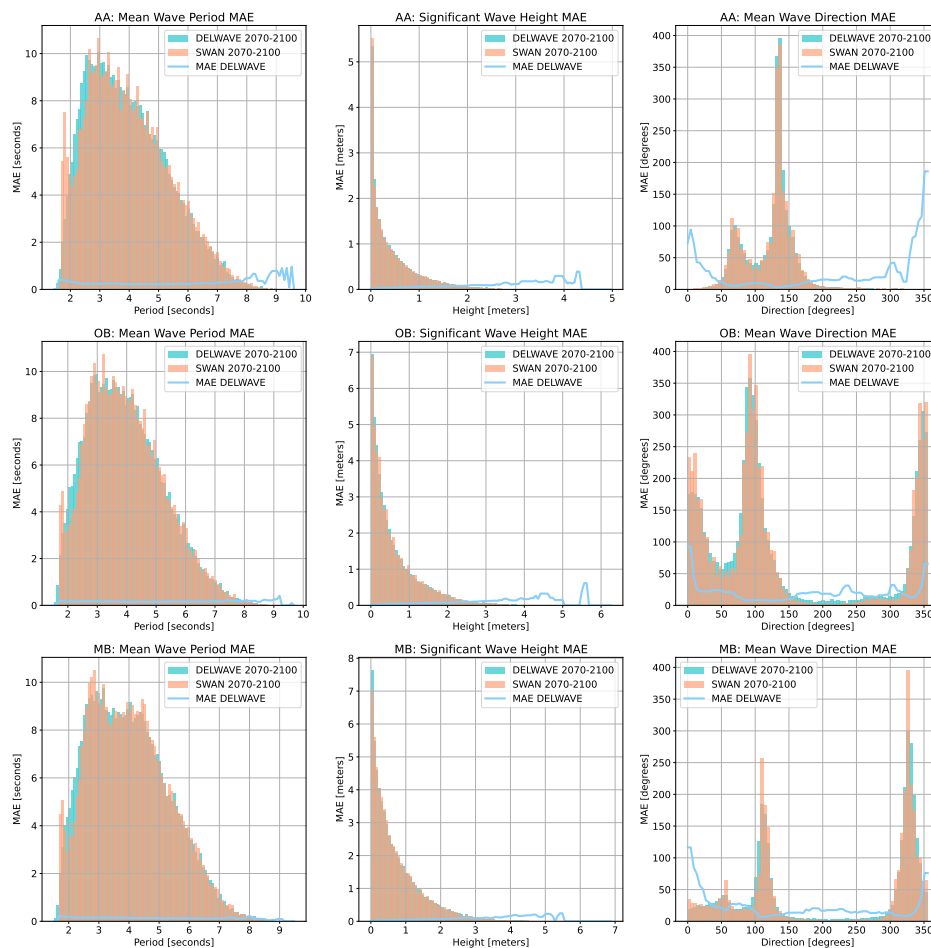 AA: Mean Wave Period MAE
DELWAVE 2070-2100
SWAN 2070-2100
MAE DELWAVE
MAE [seconds]
10
8
6
4
2
0
2 3 4 5 6 7 8 9 10
Period [seconds]
AA: Significant Wave Height MAE
DELWAVE 2070-2100
SWAN 2070-2100
MAE DELWAVE
MAE [meters]
5
4
3
2
1
0
0 1 2 3 4 5
Height [meters]
AA: Mean Wave Direction MAE
DELWAVE 2070-2100
SWAN 2070-2100
MAE DELWAVE
MAE [degrees]
400
350
300
250
200
150
100
50
0
0 50 100 150 200 250 300 350
Direction [degrees]
OB: Mean Wave Period MAE
DELWAVE 2070-2100
SWAN 2070-2100
MAE DELWAVE
MAE [seconds]
10
8
6
4
2
0
2 3 4 5 6 7 8 9 10
Period [seconds]
OB: Significant Wave Height MAE
DELWAVE 2070-2100
SWAN 2070-2100
MAE DELWAVE
MAE [meters]
7
6
5
4
3
2
1
0
0 1 2 3 4 5 6
Height [meters]
OB: Mean Wave Direction MAE
DELWAVE 2070-2100
SWAN 2070-2100
MAE DELWAVE
MAE [degrees]
400
350
300
250
200
150
100
50
0
0 50 100 150 200 250 300 350
Direction [degrees]
MB: Mean Wave Period MAE
DELWAVE 2070-2100
SWAN 2070-2100
MAE DELWAVE
MAE [seconds]
10
8
6
4
2
0
2 3 4 5 6 7 8 9
Period [seconds]
MB: Significant Wave Height MAE
DELWAVE 2070-2100
SWAN 2070-2100
MAE DELWAVE
MAE [meters]
8
7
6
5
4
3
2
1
0
0 1 2 3 4 5 6 7
Height [meters]
MB: Mean Wave Direction MAE
DELWAVE 2070-2100
SWAN 2070-2100
MAE DELWAVE
MAE [degrees]
400
350
300
250
200
150
100
50
0
0 50 100 150 200 250 300 350
Direction [degrees]